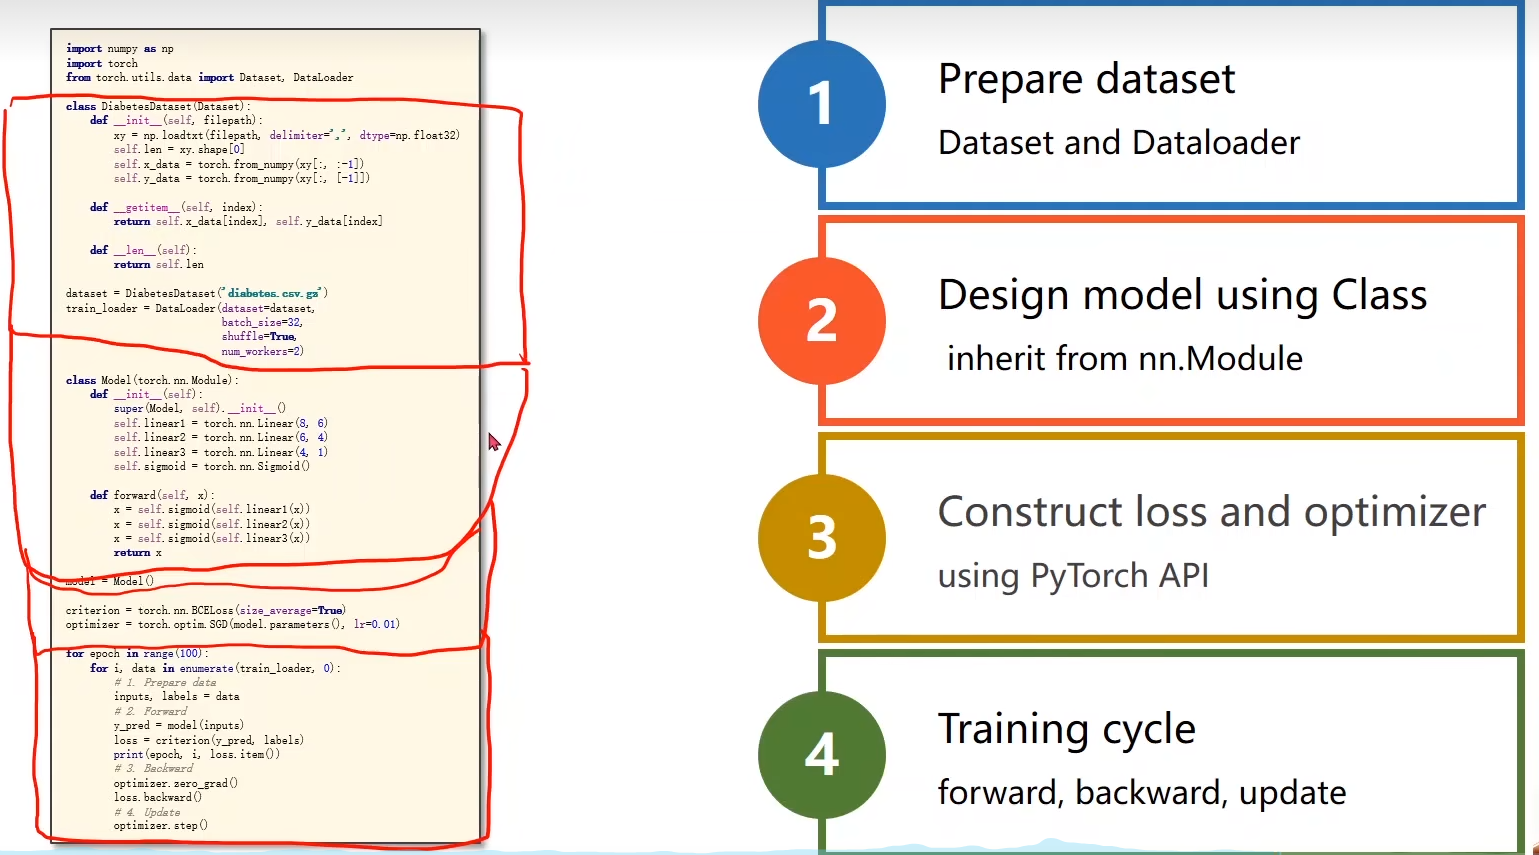 import numpy as np
import torch
from torch.utils.data import Dataset, DataLoader
class DiabetesDataset(Dataset):
def __init__(self, filepath):
xy = np.loadtxt(filepath, delimiter=",", dtype=np.float32)
self.len = xy.shape[0]
self.x_data = torch.from_numpy(xy[:, :-1])
self.y_data = torch.from_numpy(xy[:, [-1]])
def __getitem__(self, index):
return self.x_data[index], self.y_data[index]
def __len__(self):
return self.len
dataset = DiabetesDataset("diabetes.csv.gz")
train_loader = DataLoader(dataset=dataset,
batch_size=32,
shuffle=True,
num_workers=2)
class Model(torch.nn.Module):
def __init__(self):
super(Model, self).__init__()
self.linear1 = torch.nn.Linear(8, 6)
self.linear2 = torch.nn.Linear(6, 4)
self.linear3 = torch.nn.Linear(4, 1)
self.sigmoid = torch.nn.Sigmoid()
def forward(self, x):
x = self.sigmoid(self.linear1(x))
x = self.sigmoid(self.linear2(x))
x = self.sigmoid(self.linear3(x))
return x
model = Model()
criterion = torch.nn.BCELoss(size_average=True)
optimizer = torch.optim.SGD(model.parameters(), lr=0.01)
for epoch in range(100):
for i, data in enumerate(train_loader, 0):
# 1. Prepare data
inputs, labels = data
# 2. Forward
y_pred = model(inputs)
loss = criterion(y_pred, labels)
print(epoch, i, loss.item())
# 3. Backward
optimizer.zero_grad()
loss.backward()
# 4. Update
optimizer.step()
1
Prepare dataset
Dataset and Dataloader
2
Design model using Class
inherit from nn.Module
3
Construct loss and optimizer
using PyTorch API
4
Training cycle
forward, backward, update